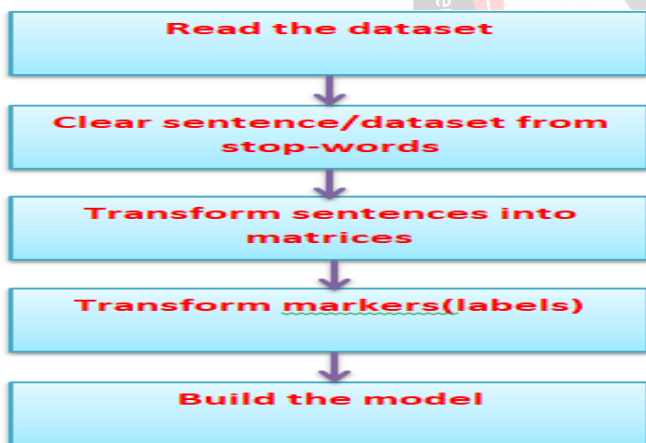 Read the dataset
Clear sentence/dataset from
stop-words
Transform sentences into
matrices
Transform markers(labels)
Build the model